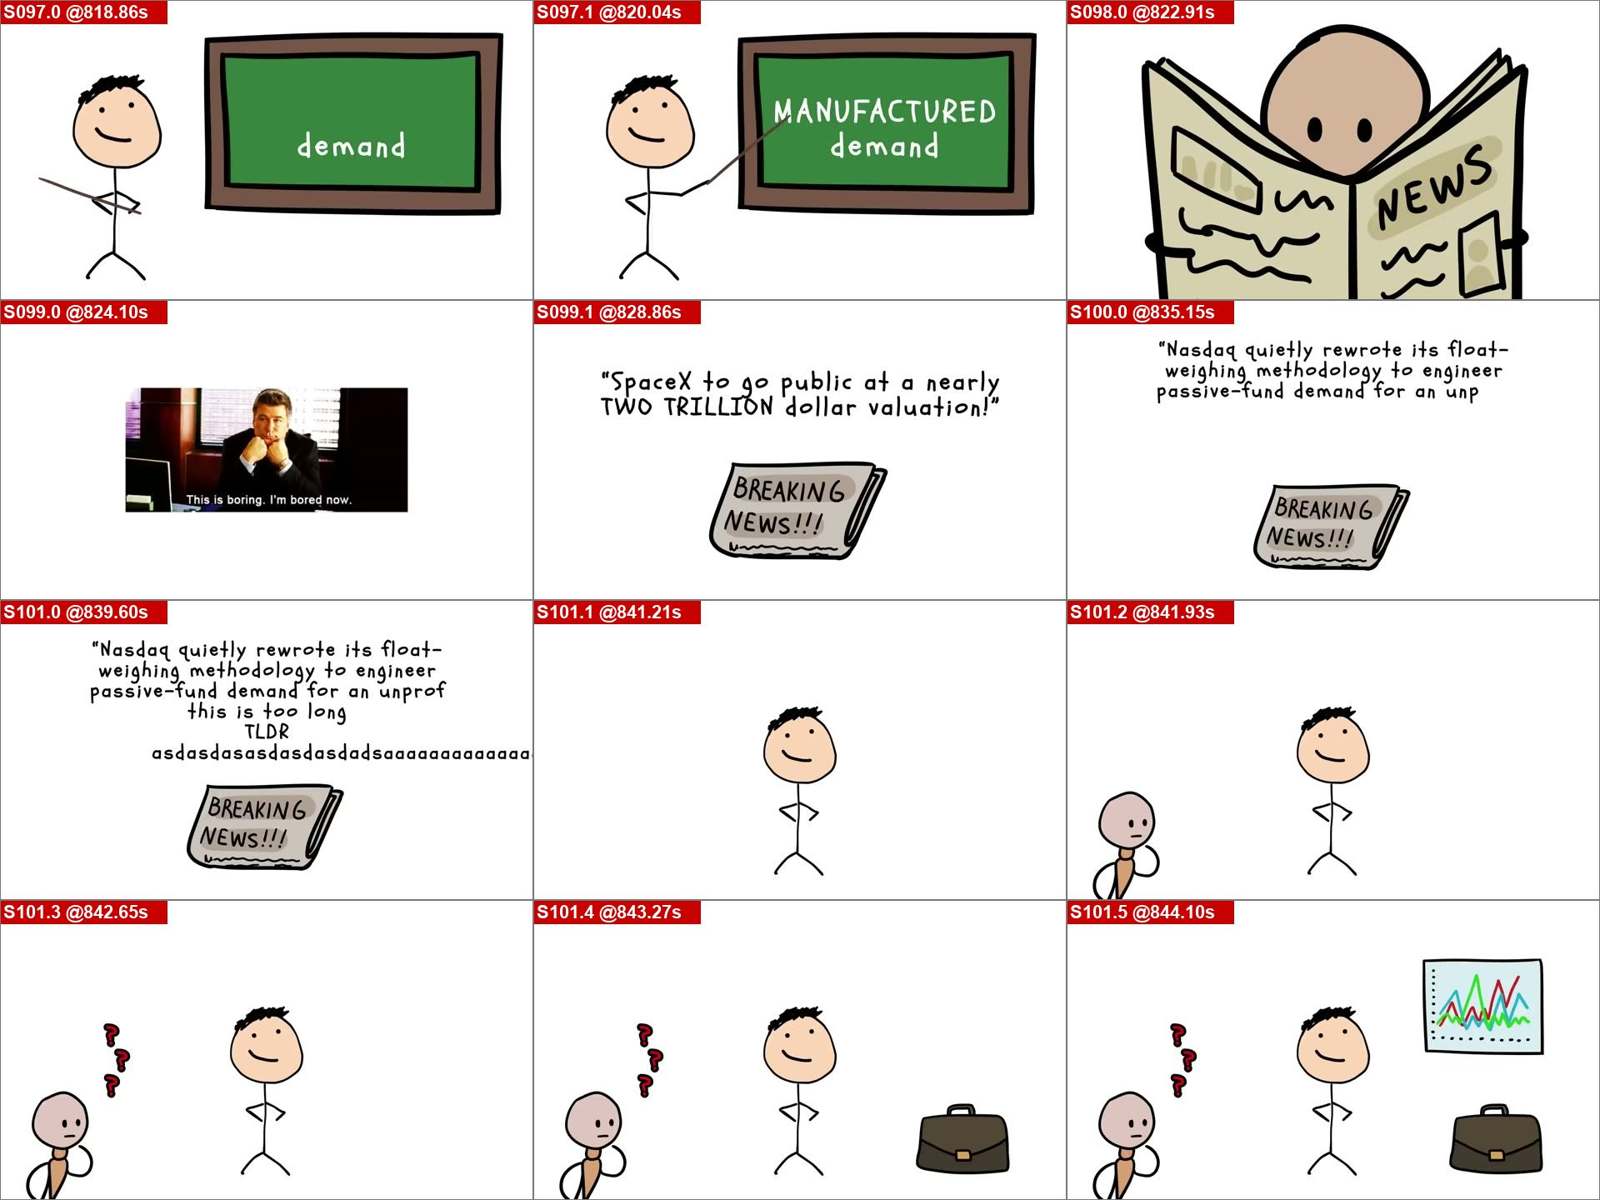 S097.0 @818.86s
demand
S097.1 @820.04s
MANUFACTURED
demand
S098.0 @822.91s
NEWS
S099.0 @824.10s
This is boring. I'm bored now.
S099.1 @828.86s
"SpaceX to go public at a nearly
TWO TRILLION dollar valuation!"
BREAKING
NEWS!!!
S100.0 @835.15s
"Nasdaq quietly rewrote its float-
weighing methodology to engineer
passive-fund demand for an unp
BREAKING
NEWS!!!
S101.0 @839.60s
"Nasdaq quietly rewrote its float-
weighing methodology to engineer
passive-fund demand for an unprof
this is too long
TLDR
asdasdasasdasdasdadsaaaaaaaaaaaaa
BREAKING
NEWS!!!
S101.1 @841.21s
S101.2 @841.93s
S101.3 @842.65s
? ? ?
S101.4 @843.27s
? ? ?
S101.5 @844.10s
? ? ?